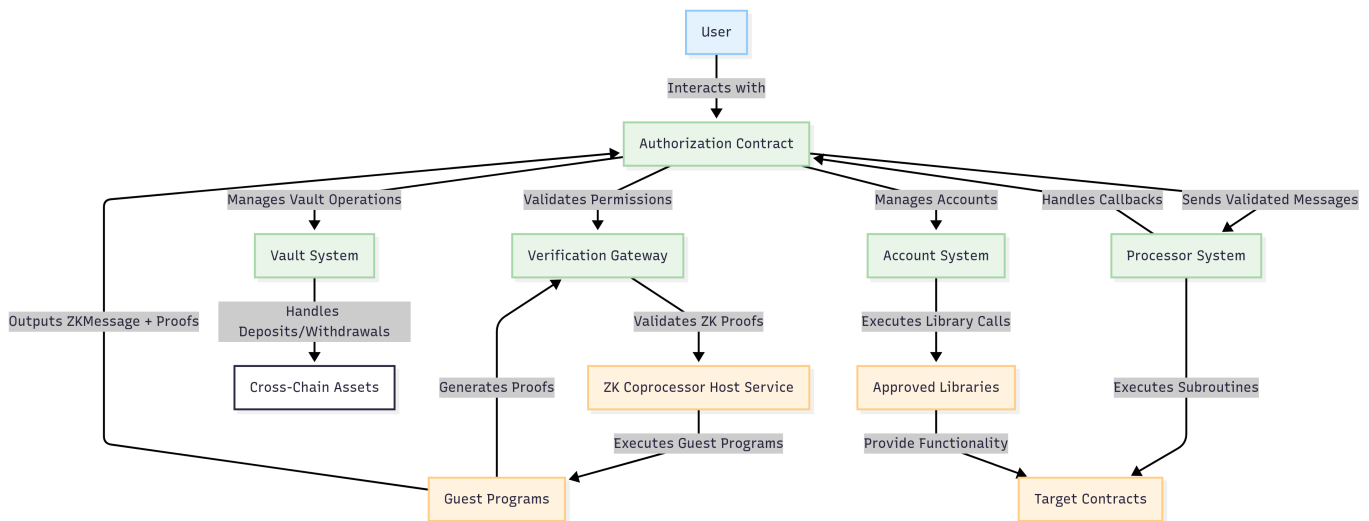 User
Interacts with
Authorization Contract
Manages Vault Operations
Validates Permissions
Manages Accounts
Handles Callbacks
Sends Validated Messages
Vault System
Verification Gateway
Account System
Processor System
Outputs ZKMessage + Proofs
Handles
Deposits/Withdrawals
Validates ZK Proofs
Executes Library Calls
Cross-Chain Assets
Generates Proofs
ZK Coprocessor Host Service
Approved Libraries
Executes Subroutines
Executes Guest Programs
Provide Functionality
Guest Programs
Target Contracts